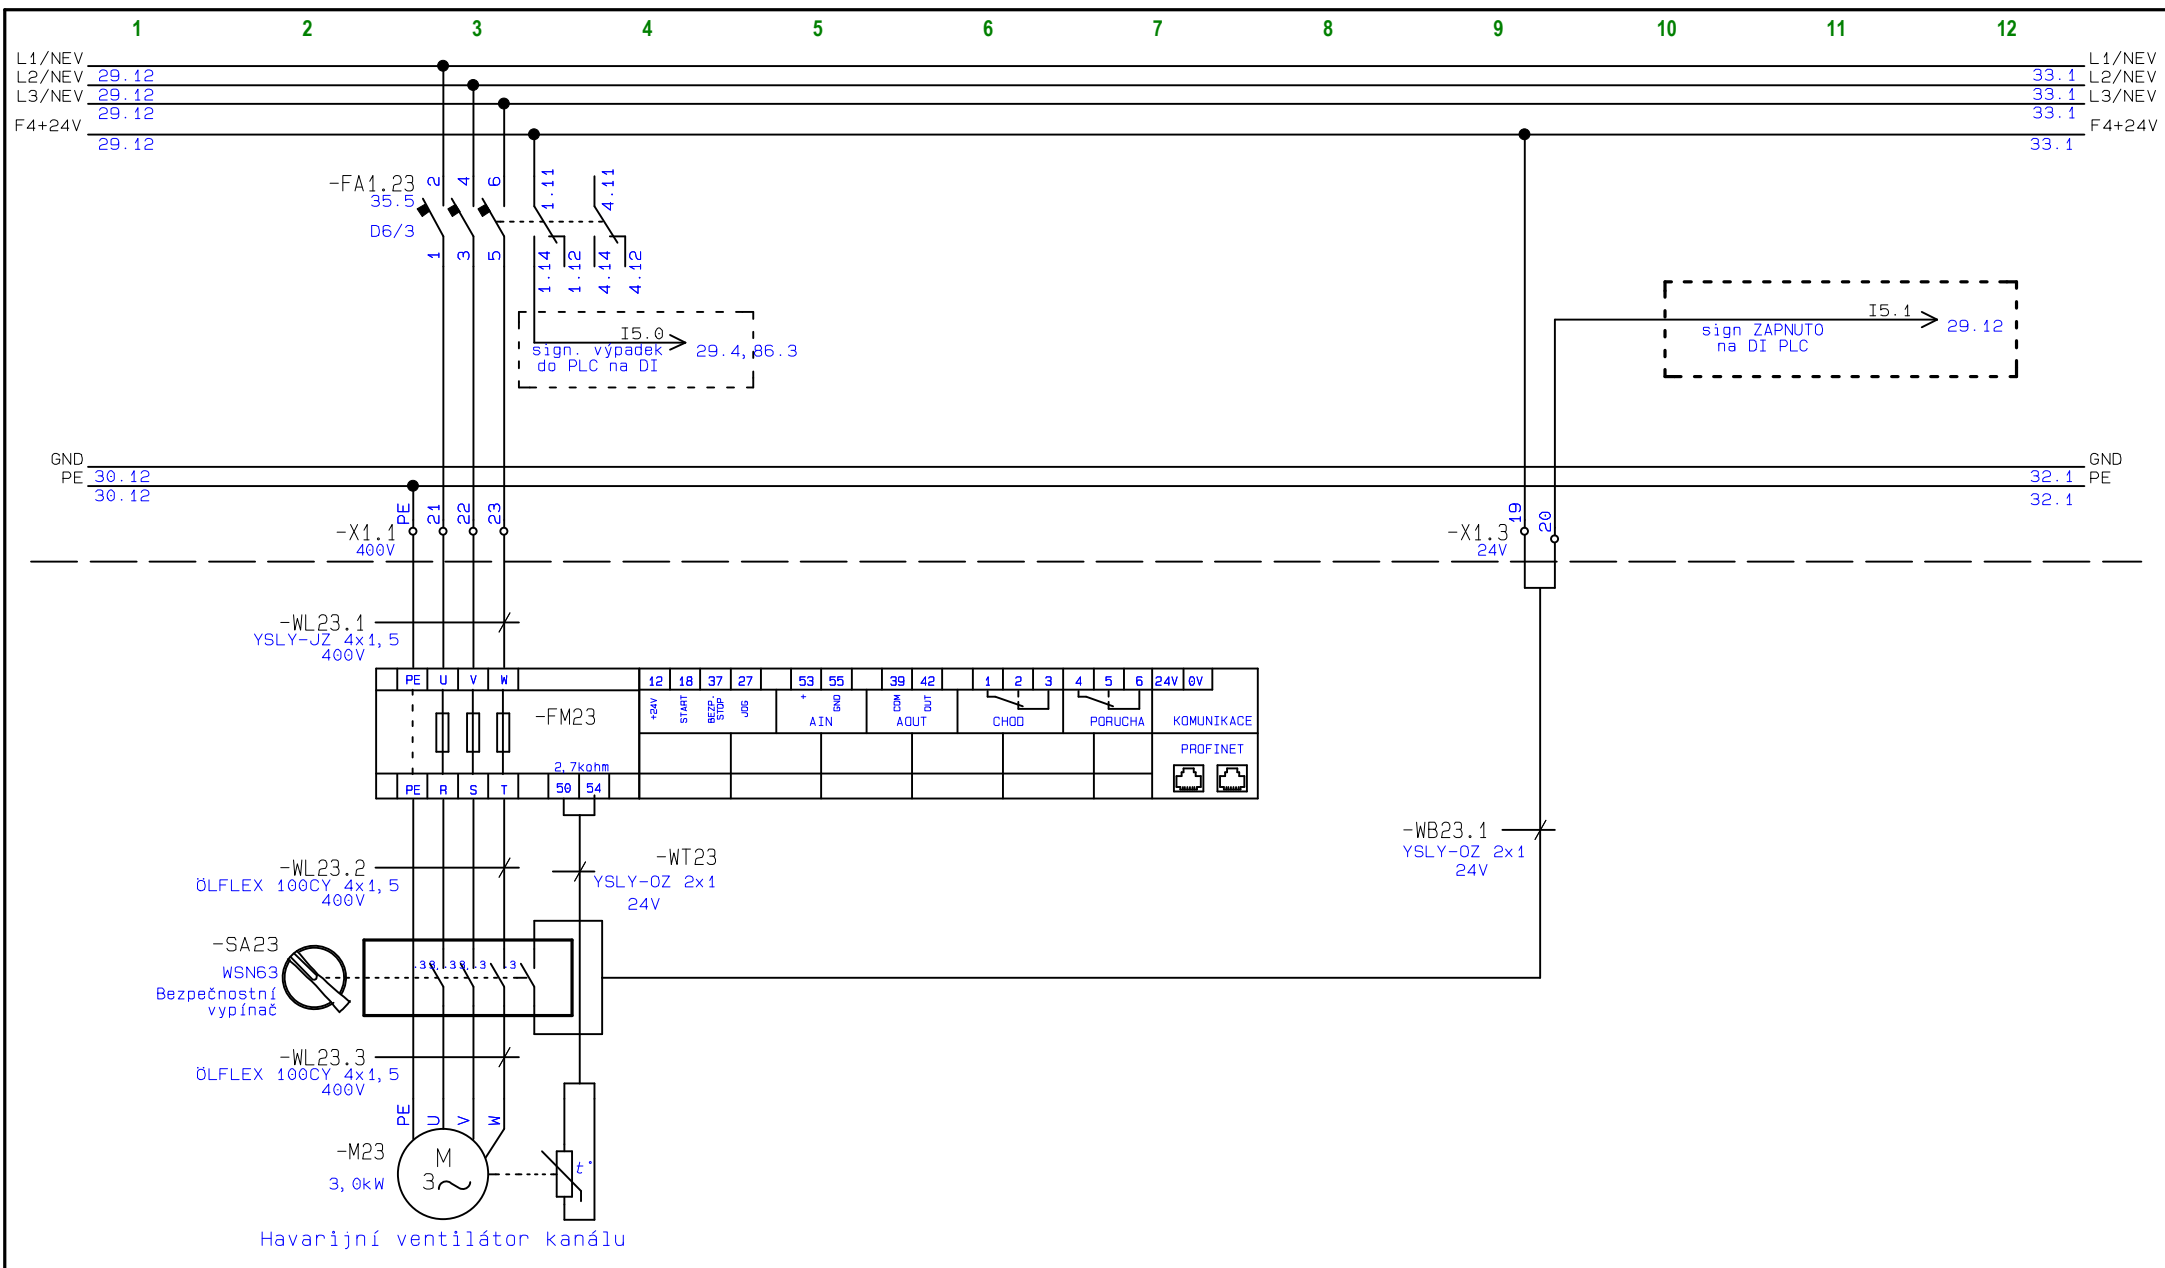 1 2 3 4 5 6 7 8 9 10 11 12
L1/NEV L1/NEV
L2/NEV 29.12 33.1 L2/NEV
L3/NEV 29.12 33.1 L3/NEV
29.12 33.1
F4+24V F4+24V
29.12 33.1
-FA1.23 2 4 6 1.11 4.11
35.5
D6/3
1 3 5 1.14 1.12 4.14 4.12
I5.0
sign. výpadek 29.4,86.3
do PLC na DI
I5.1
sign ZAPNUTO 29.12
na DI PLC
GND GND
PE 30.12 32.1 PE
30.12 32.1
PE 21 22 23
-X1.1
400V
19 20
-X1.3
24V
-WL23.1
YSLY-JZ 4x1,5
400V
PE U V W 12 18 37 27 53 55 39 42 1 2 3 4 5 6 24V 0V
+24V START BEZP. STOP JOG + GND COM OUT
-FM23 AIN AOUT CHOD PORUCHA KOMUNIKACE
PROFINET
2,7kohm
PE R S T 50 54
-WL23.2
ÖLFLEX 100CY 4x1,5
400V
-WT23
YSLY-OZ 2x1
24V
-WB23.1
YSLY-OZ 2x1
24V
-SA23
WSN63
Bezpečnostní
vypínač
-WL23.3
ÖLFLEX 100CY 4x1,5
400V
PE U V W
-M23 M
3,0kW 3~
t°
Havarijní ventilátor kanálu